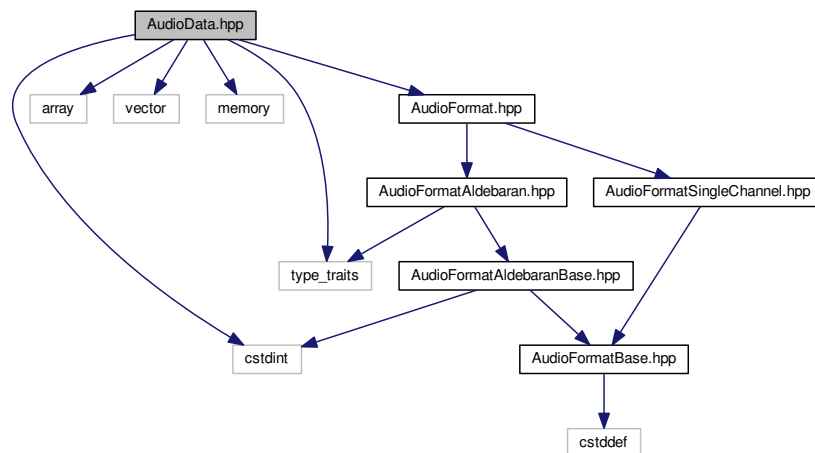 AudioData.hpp
array
vector
memory
AudioFormat.hpp
AudioFormatAldebaran.hpp
AudioFormatSingleChannel.hpp
type_traits
AudioFormatAldebaranBase.hpp
cstdint
AudioFormatBase.hpp
cstddef